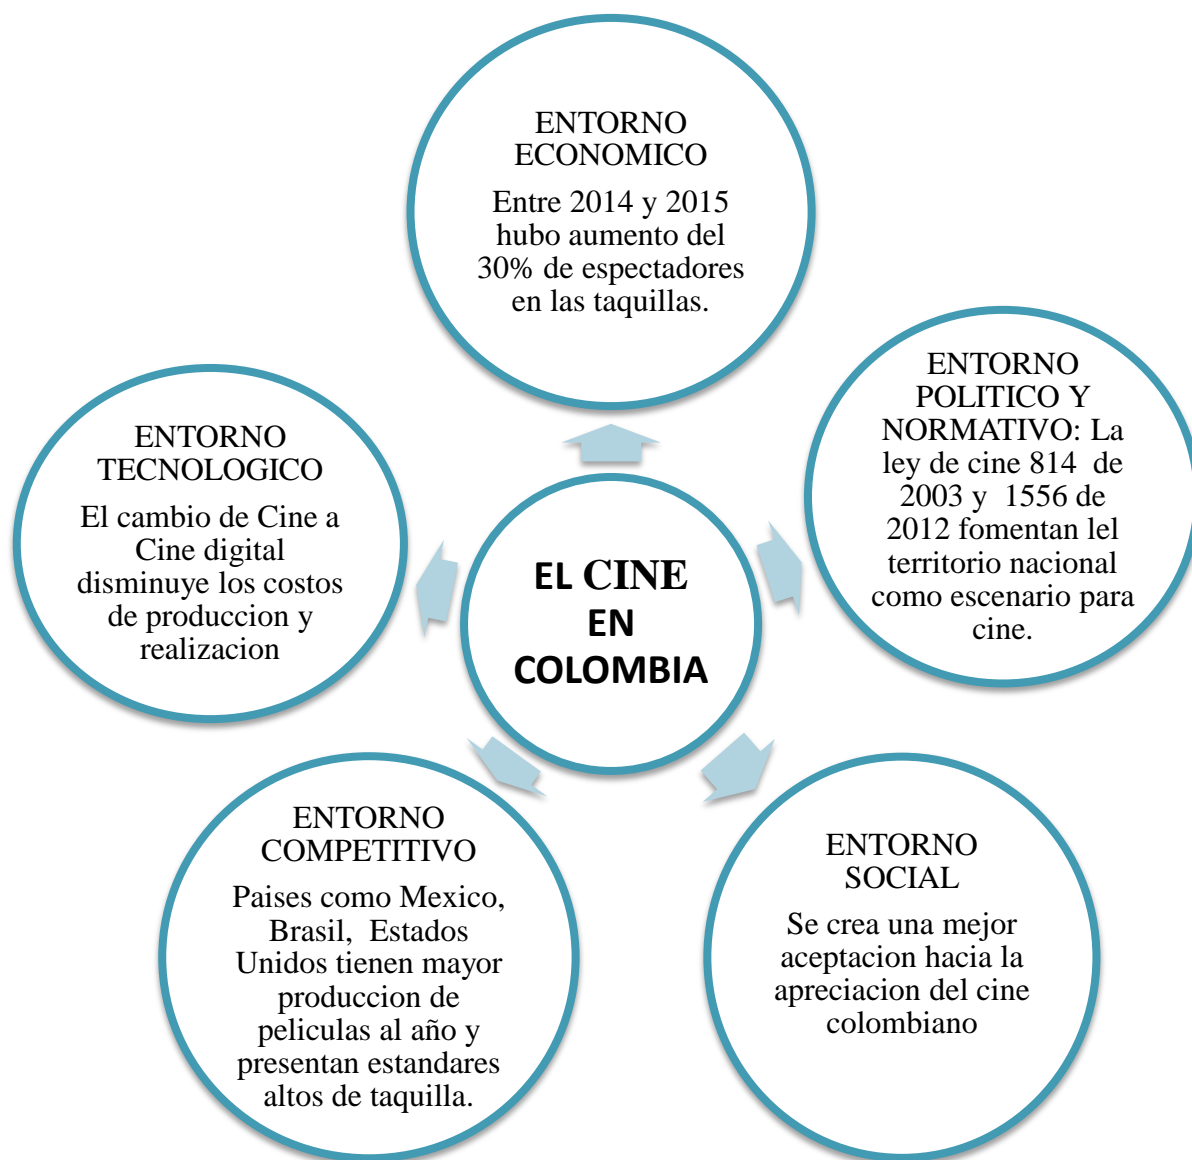 ENTORNO
ECONOMICO
Entre 2014 y 2015
hubo aumento del
30% de espectadores
en las taquillas.
ENTORNO
POLITICO Y
NORMATIVO: La
ley de cine 814 de
2003 y 1556 de
2012 fomentan lel
territorio nacional
como escenario para
cine.
ENTORNO
TECNOLOGICO
El cambio de Cine a
Cine digital
disminuye los costos
de produccion y
realizacion
EL CINE
EN
COLOMBIA
ENTORNO
COMPETITIVO
Paises como Mexico,
Brasil, Estados
Unidos tienen mayor
produccion de
peliculas al año y
presentan estandares
altos de taquilla.
ENTORNO
SOCIAL
Se crea una mejor
aceptacion hacia la
apreciacion del cine
colombiano